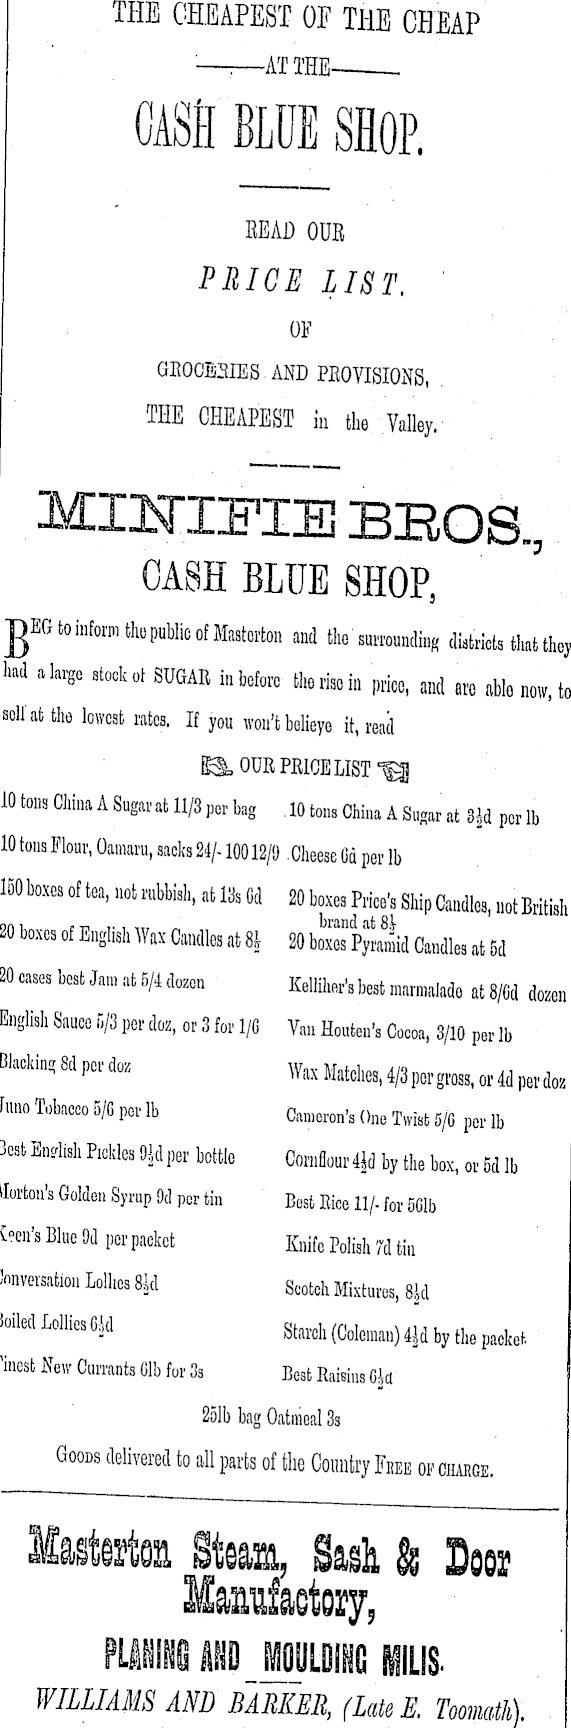 THE CHEAPEST OF THE CHEAP
AT THE
CASH BLUE SHOP.
READ OUR
PRICE LIST.
OF
GROCERIES AND PROVISIONS,
THE CHEAPEST in the Valley.
MINIFIE BROS.,
CASH BLUE SHOP,
BEG to inform the public of Masterton and the surrounding districts that they
had a large stock of SUGAR in before the rise in price, and are able now, to
sell at the lowest rates. If you won't believe it, read
OUR PRICE LIST
10 tons China A Sugar at 11/3 per bag
10 tons Flour, Oamaru, sacks 24/- 100 12/9
150 boxes of tea, not rubbish, at 13s 6d
20 boxes of English Wax Candles at 8½
20 cases best Jam at 5/4 dozen
English Sauce 5/3 per doz, or 3 for 1/6
Blacking 8d per doz
Juno Tobacco 5/6 per lb
Best English Pickles 9½d per bottle
Morton's Golden Syrup 9d per tin
Keen's Blue 9d per packet
Conversation Lollies 8½d
Boiled Lollies 6½d
Finest New Currants 6lb for 3s
10 tons China A Sugar at 3½d per lb
Cheese 6d per lb
20 boxes Price's Ship Candles, not British
brand at 8½
20 boxes Pyramid Candles at 5d
Kelliher's best marmalade at 8/6d dozen
Van Houten's Cocoa, 3/10 per lb
Wax Matches, 4/3 per gross, or 4d per doz
Cameron's One Twist 5/6 per lb
Cornflour 4½d by the box, or 5d lb
Best Rice 11/- for 56lb
Knife Polish 7d tin
Scotch Mixtures, 8½d
Starch (Coleman) 4½d by the packet
Best Raisins 6½d
25lb bag Oatmeal 3s
GOODS delivered to all parts of the Country FREE OF CHARGE.
Masterton Steam, Sash & Door
Manufactory,
PLANING AND MOULDING MILLS.
WILLIAMS AND BARKER, (Late E. Toomath).